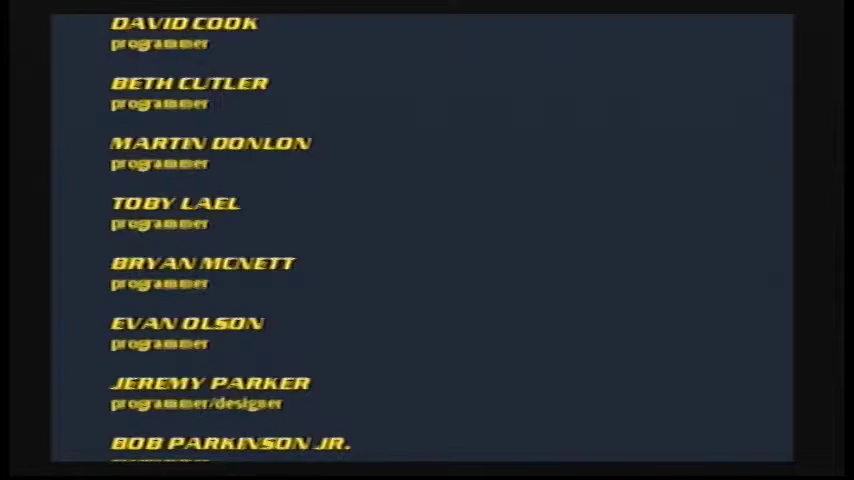 DAVID COOK
programmer
BETH CUTLER
programmer
MARTIN DONLON
programmer
TOBY LAEL
programmer
BRYAN MCNETT
programmer
EVAN OLSON
programmer
JEREMY PARKER
programmer/designer
BOB PARKINSON JR.